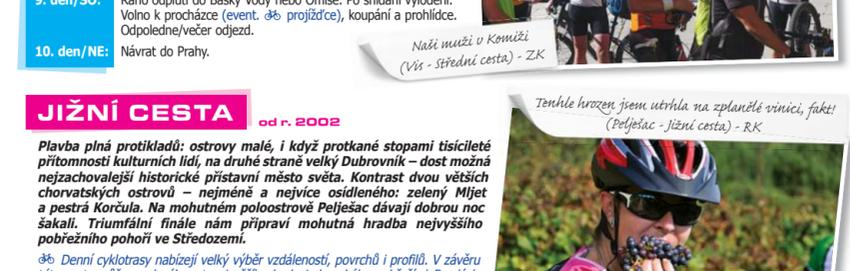 9. den/SO:
Ráno odplutí do Bašky Vody nebo Omiše. Po snídani vylodění.
Volno k procházce (event. projížďce), koupání a prohlídce.
Odpoledne/večer odjezd.
10. den/NE: Návrat do Prahy.
Naši muži v Komiži
(Vis - Střední cesta) - ZK
JIŽNÍ CESTA od r. 2002
Tenhle hrozen jsem utrhla na zplanělé vinici, fakt!
(Pelješac - Jižní cesta) - RK
Plavba plná protikladů: ostrovy malé, i když protkané stopami tisícileté
přítomnosti kulturních lidí, na druhé straně velký Dubrovník – dost možná
nejzachovalejší historické přístavní město světa. Kontrast dvou větších
chorvatských ostrovů – nejméně a nejvíce osídleného: zelený Mljet
a pestrá Korčula. Na mohutném poloostrově Pelješac dávají dobrou noc
šakali. Triumfální finále nám připraví mohutná hradba nejvyššího
pobřežního pohoří ve Středozemí.
Denní cyklotrasy nabízejí velký výběr vzdáleností, povrchů i profilů. V závěru